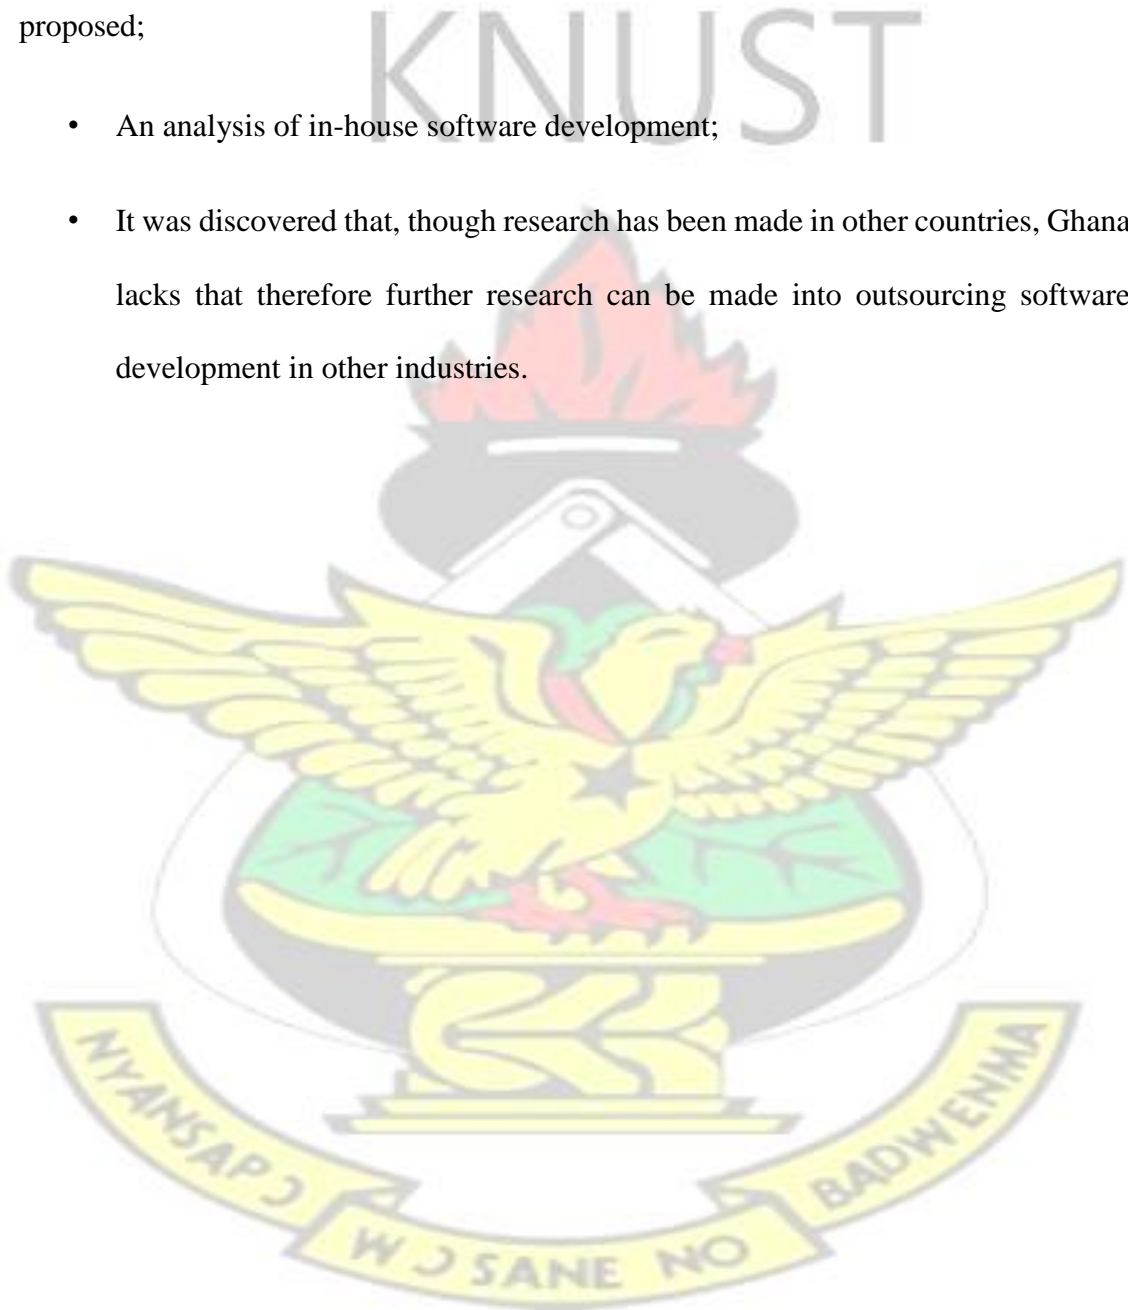 KNUST
proposed;
• An analysis of in-house software development;
• It was discovered that, though research has been made in other countries, Ghana
lacks that therefore further research can be made into outsourcing software
development in other industries.
NYANSAPƆ
WƆ SANE NO
BADWENMA